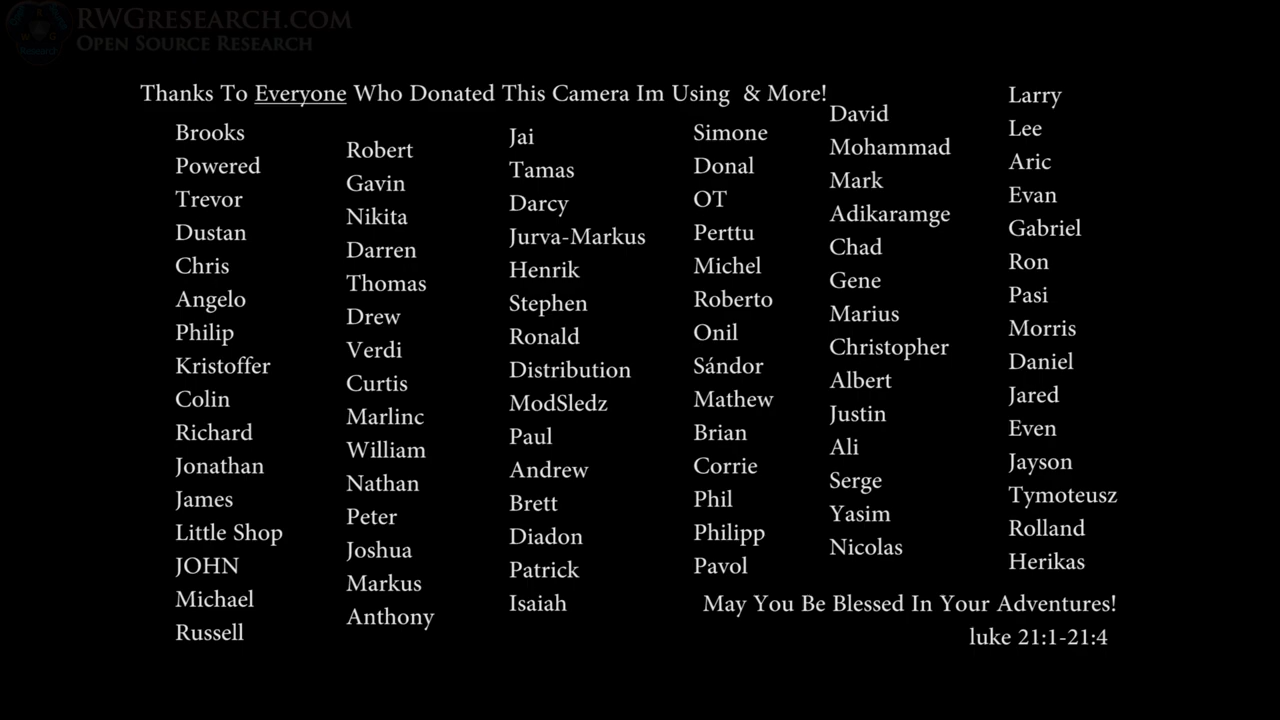 RWGRESEARCH.COM
OPEN SOURCE RESEARCH
Thanks To Everyone Who Donated This Camera Im Using & More!
Brooks
Powered
Trevor
Dustan
Chris
Angelo
Philip
Kristoffer
Colin
Richard
Jonathan
James
Little Shop
JOHN
Michael
Russell
Robert
Gavin
Nikita
Darren
Thomas
Drew
Verdi
Curtis
Marlinc
William
Nathan
Peter
Joshua
Markus
Anthony
Jai
Tamas
Darcy
Jurva-Markus
Henrik
Stephen
Ronald
Distribution
ModSledz
Paul
Andrew
Brett
Diadon
Patrick
Isaiah
Simone
Donal
OT
Perttu
Michel
Roberto
Onil
Sándor
Mathew
Brian
Corrie
Phil
Philipp
Pavol
David
Mohammad
Mark
Adikaramge
Chad
Gene
Marius
Christopher
Albert
Justin
Ali
Serge
Yasim
Nicolas
Larry
Lee
Aric
Evan
Gabriel
Ron
Pasi
Morris
Daniel
Jared
Even
Jayson
Tymoteusz
Rolland
Herikas
May You Be Blessed In Your Adventures!
luke 21:1-21:4